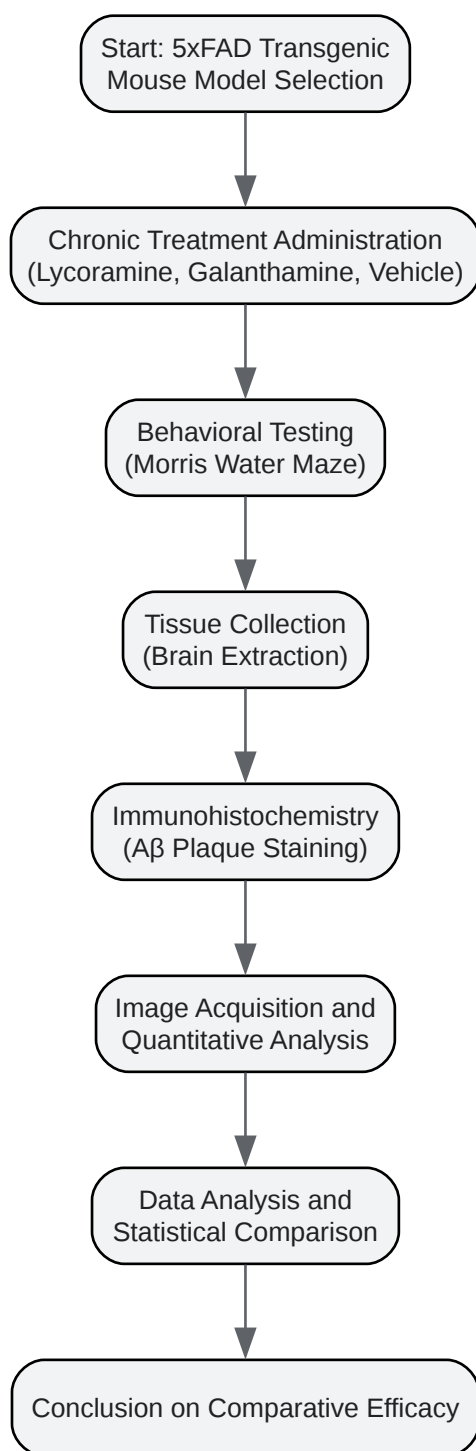 Start: 5xFAD Transgenic
Mouse Model Selection
Chronic Treatment Administration
(Lycoramine, Galanthamine, Vehicle)
Behavioral Testing
(Morris Water Maze)
Tissue Collection
(Brain Extraction)
Immunohistochemistry
(Aβ Plaque Staining)
Image Acquisition and
Quantitative Analysis
Data Analysis and
Statistical Comparison
Conclusion on Comparative Efficacy